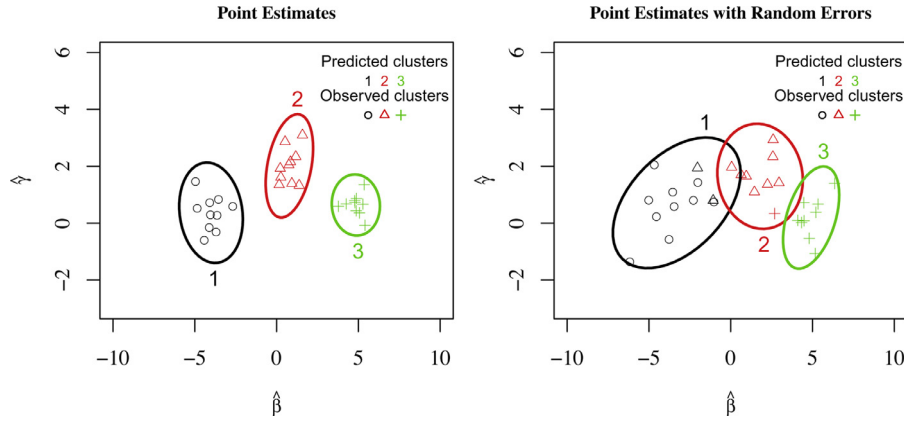 Point Estimates
6
4
2
0
−2
γ̂
−10
−5
0
5
10
β̂
Predicted clusters
1 2 3
Observed clusters
1
2
3
Point Estimates with Random Errors
6
4
2
0
−2
γ̂
−10
−5
0
5
10
β̂
Predicted clusters
1 2 3
Observed clusters
1
2
3